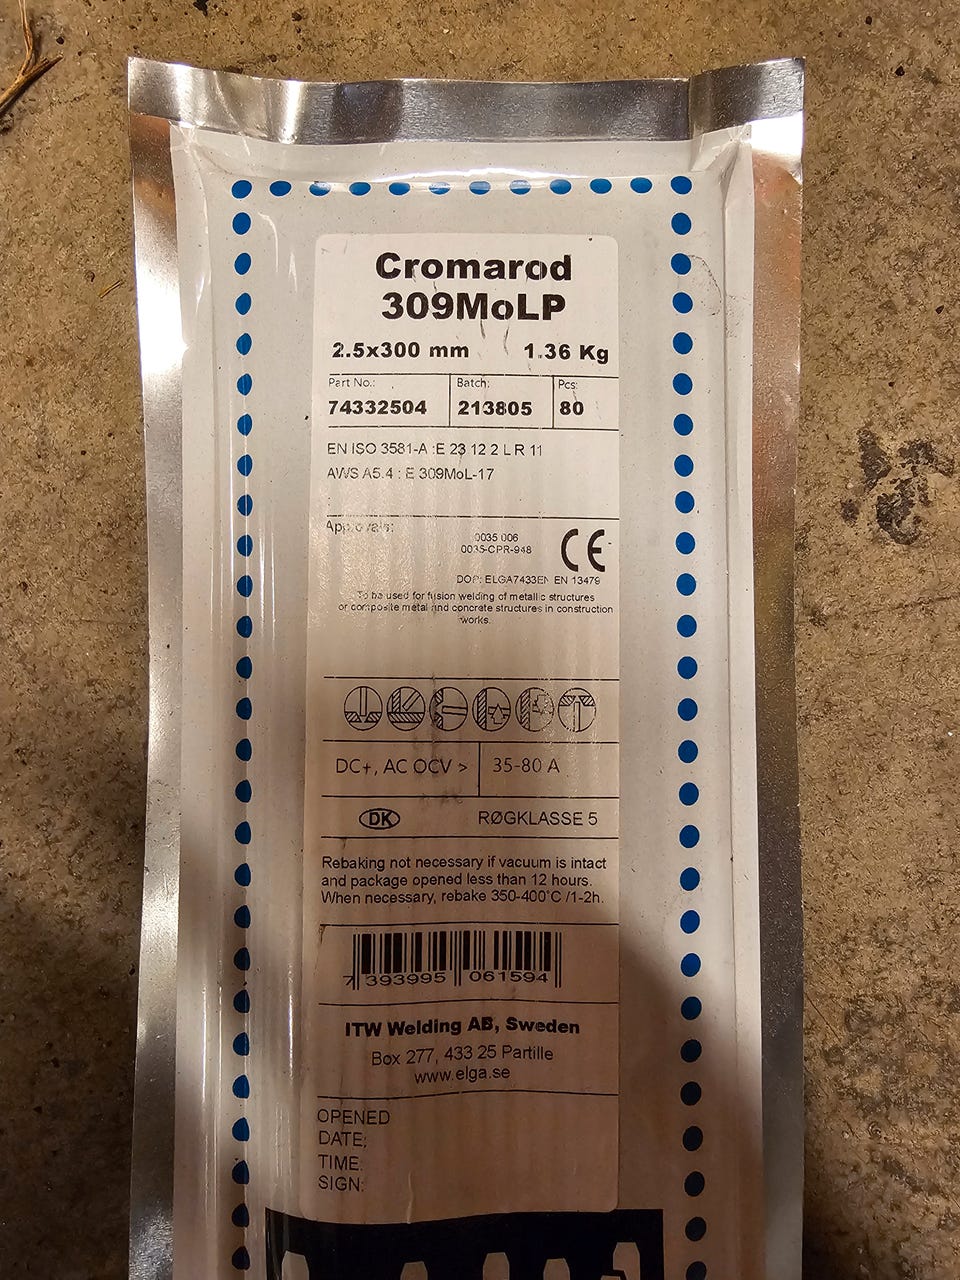 Cromarod
309MoLP
2.5x300 mm 1.36 Kg
Part No.: Batch: Pcs:
74332504 213805 80
EN ISO 3581-A :E 23 12 2 L R 11
AWS A5.4 : E 309MoL-17
Approvals:
0035 006
0035-CPR-948
CE
DOP: ELGA7433EN EN 13479
To be used for fusion welding of metallic structures
or composite metal and concrete structures in construction
works.
DC+, AC OCV > 35-80 A
DK RØGKLASSE 5
Rebaking not necessary if vacuum is intact
and package opened less than 12 hours.
When necessary, rebake 350-400°C /1-2h.
7 393995 061594
ITW Welding AB, Sweden
Box 277, 433 25 Partille
www.elga.se
OPENED
DATE:
TIME:
SIGN: